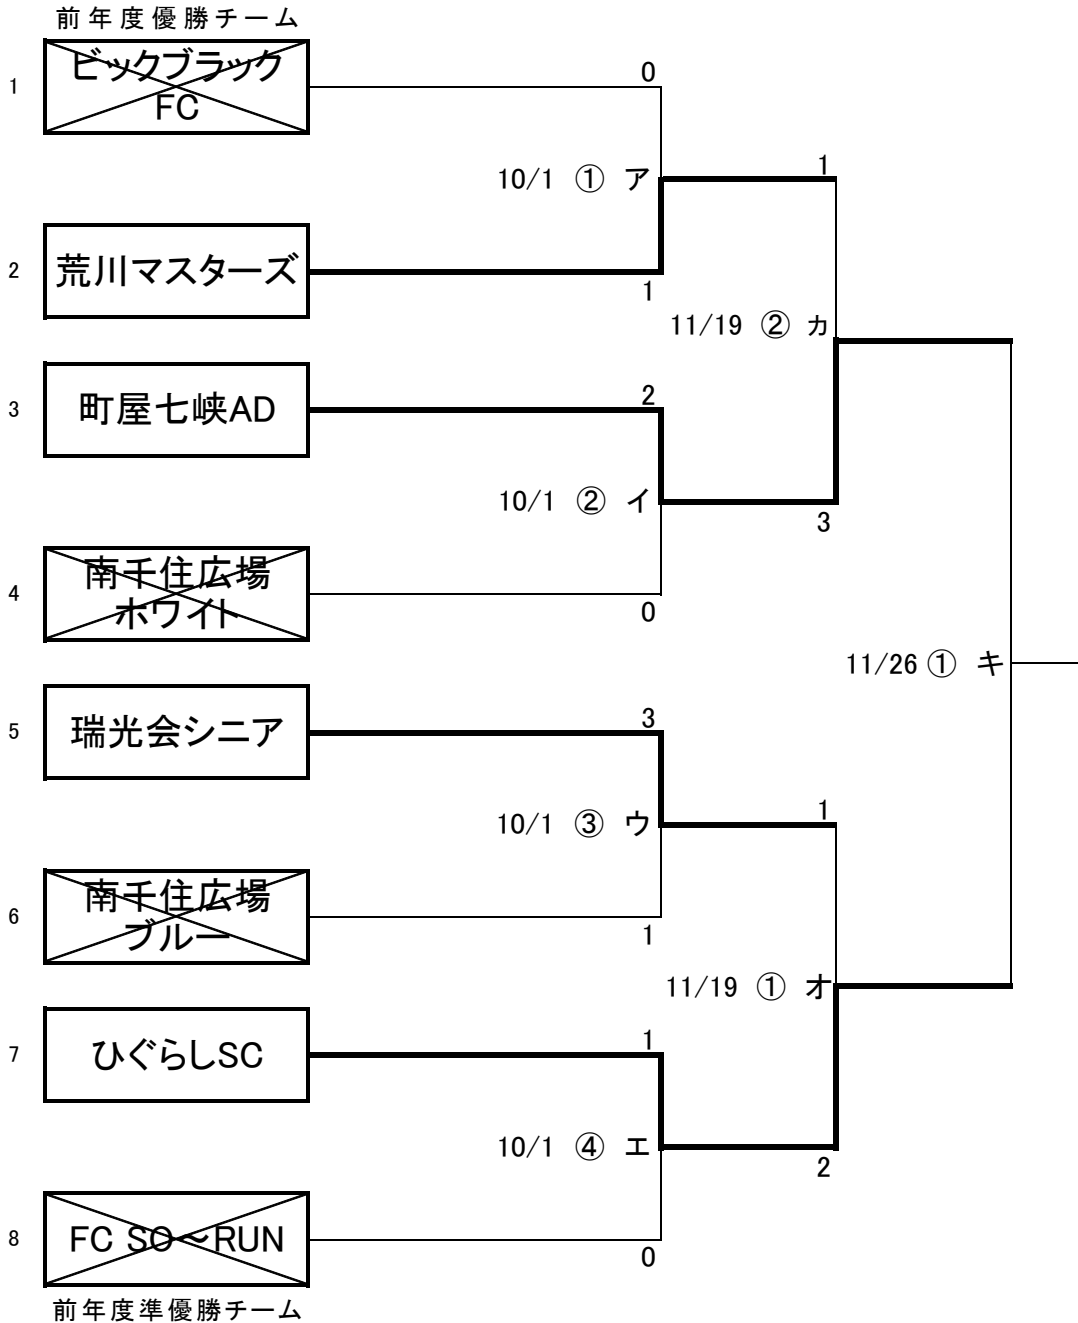 前年度優勝チーム
1
ビックブラック
FC
0
10/1 ① ア
1
2
荒川マスターズ
1
11/19 ② カ
3
町屋七峡AD
2
10/1 ② イ
3
4
南千住広場
ホワイト
0
11/26 ① キ
5
瑞光会シニア
3
10/1 ③ ウ
1
6
南千住広場
ブルー
1
11/19 ① オ
7
ひぐらしSC
1
10/1 ④ エ
2
8
FC SO~RUN
0
前年度準優勝チーム